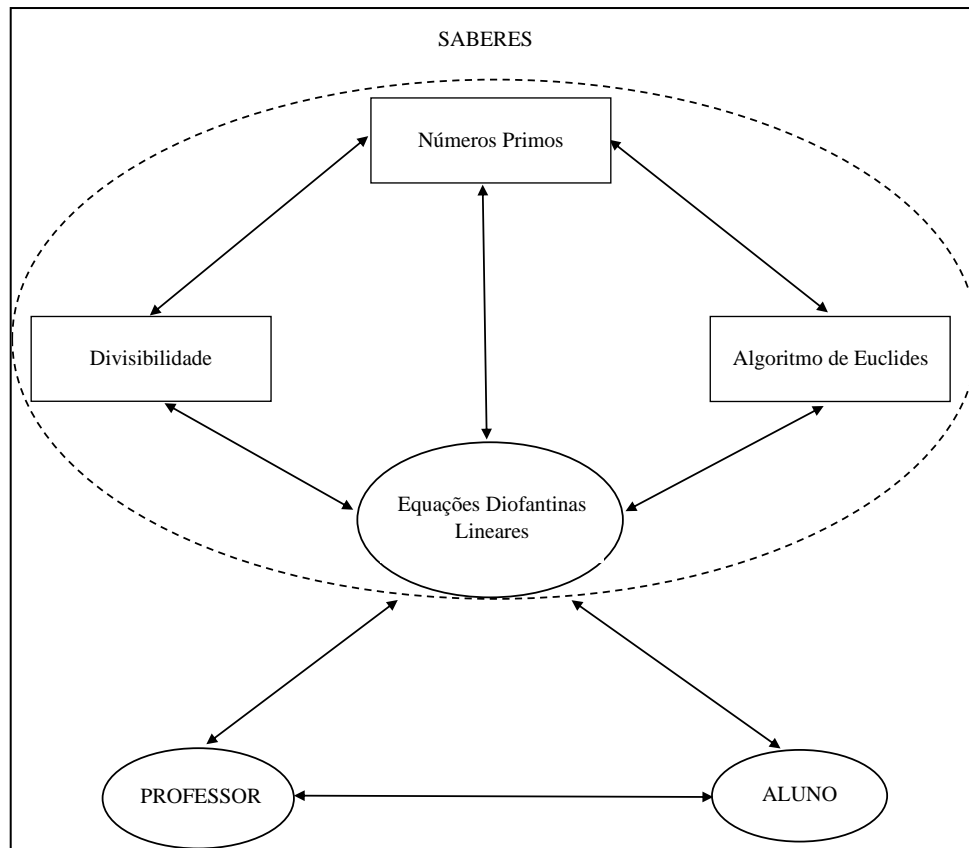 SABERES
Números Primos
Divisibilidade
Algoritmo de Euclides
Equações Diofantinas
Lineares
PROFESSOR
ALUNO